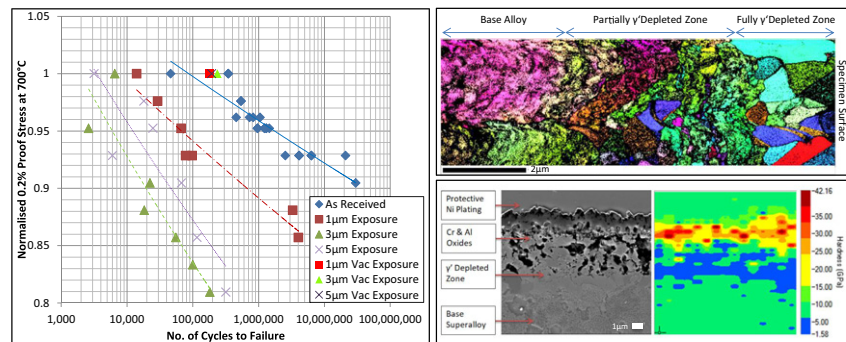 1.05
1
0.95
0.9
0.85
0.8
Normalised 0.2% Proof Stress at 700°C
1,000
10,000
100,000
1,000,000
10,000,000
100,000,000
No. of Cycles to Failure
As Received
1μm Exposure
3μm Exposure
5μm Exposure
1μm Vac Exposure
3μm Vac Exposure
5μm Vac Exposure
Base Alloy
Partially γ'Depleted Zone
Fully γ'Depleted Zone
Specimen Surface
2μm
Protective
Ni Plating
Cr & Al
Oxides
γ' Depleted
Zone
Base
Superalloy
1μm
42.16
35.00
30.00
25.00
20.00
15.00
10.00
5.00
1.58
Hardness (GPa)